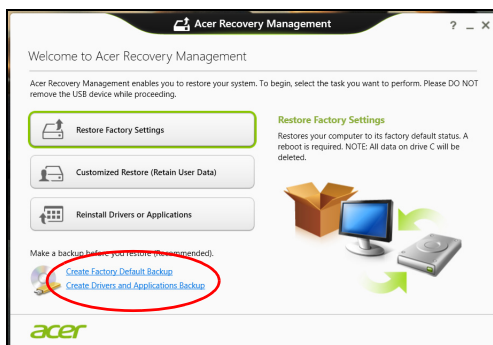 Acer Recovery Management
? _ X
Welcome to Acer Recovery Management
Acer Recovery Management enables you to restore your system. To begin, select the task you want to perform. Please DO NOT
remove the USB device while proceeding.
Restore Factory Settings
Customized Restore (Retain User Data)
Reinstall Drivers or Applications
Restore Factory Settings
Restores your computer to its factory default status. A
reboot is required. NOTE: All data on drive C will be
deleted.
Make a backup before you restore (Recommended).
Create Factory Default Backup
Create Drivers and Applications Backup
acer